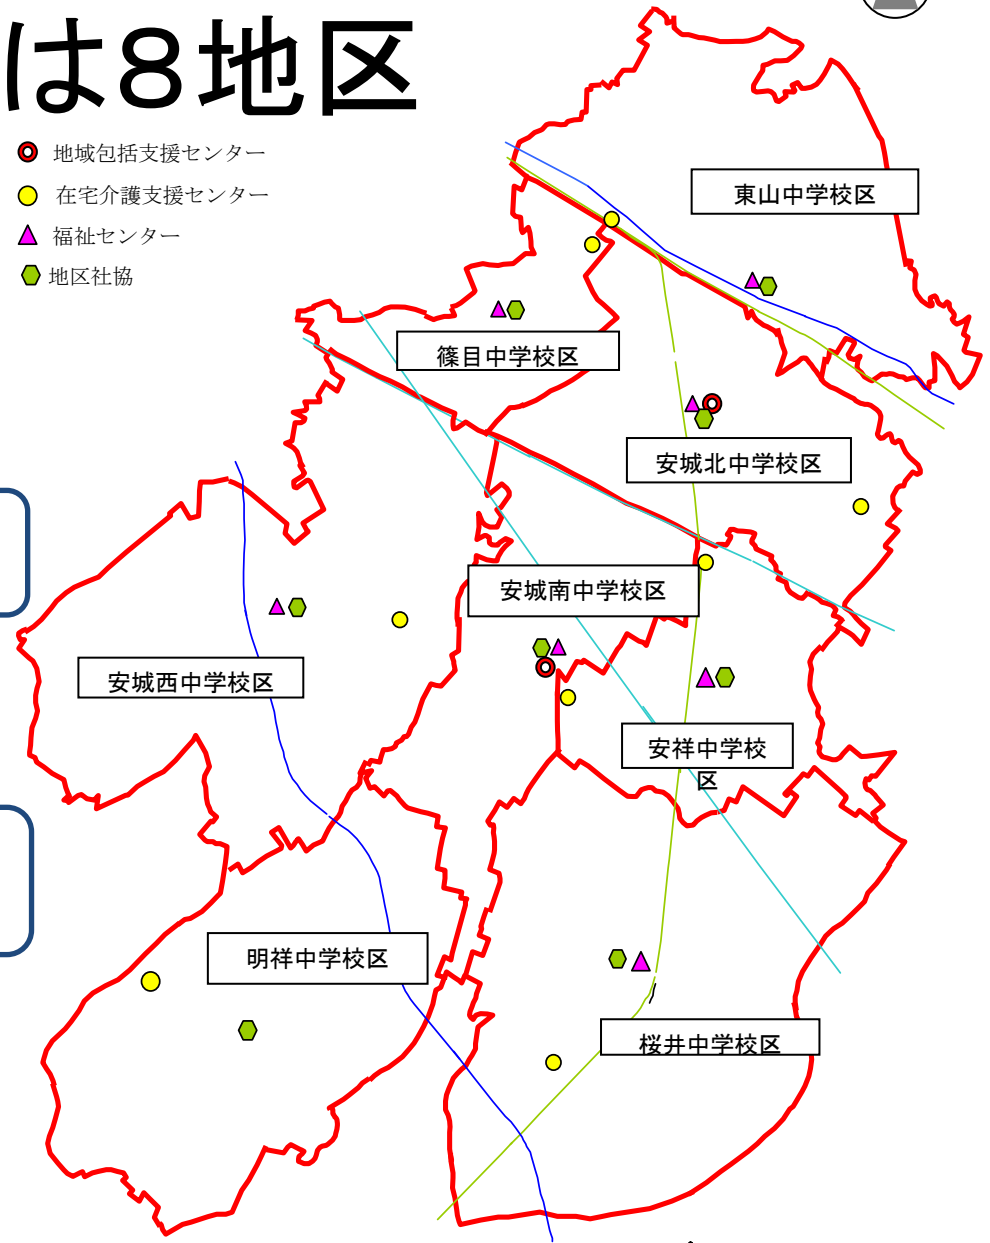 は８地区
地域包括支援センター
在宅介護支援センター
福祉センター
地区社協
東山中学校区
篠目中学校区
安城北中学校区
安城南中学校区
安城西中学校区
安祥中学校
区
明祥中学校区
桜井中学校区